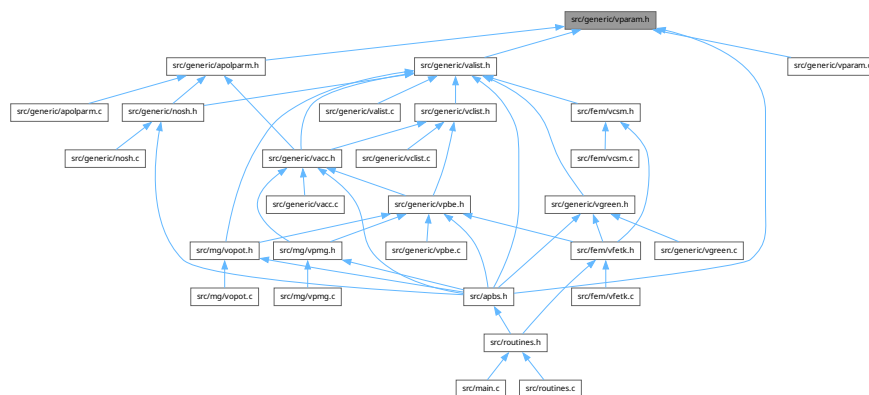 src/generic/vparam.h
src/generic/apolparm.h
src/generic/valist.h
src/generic/vparam.c
src/generic/apolparm.c
src/generic/nosh.h
src/generic/valist.c
src/generic/vclist.h
src/fem/vcsm.h
src/generic/nosh.c
src/generic/vacc.h
src/generic/vclist.c
src/fem/vcsm.c
src/generic/vacc.c
src/generic/vpbe.h
src/generic/vgreen.h
src/mg/vopot.h
src/mg/vpmg.h
src/generic/vpbe.c
src/fem/vfetk.h
src/generic/vgreen.c
src/mg/vopot.c
src/mg/vpmg.c
src/apbs.h
src/fem/vfetk.c
src/routines.h
src/main.c
src/routines.c